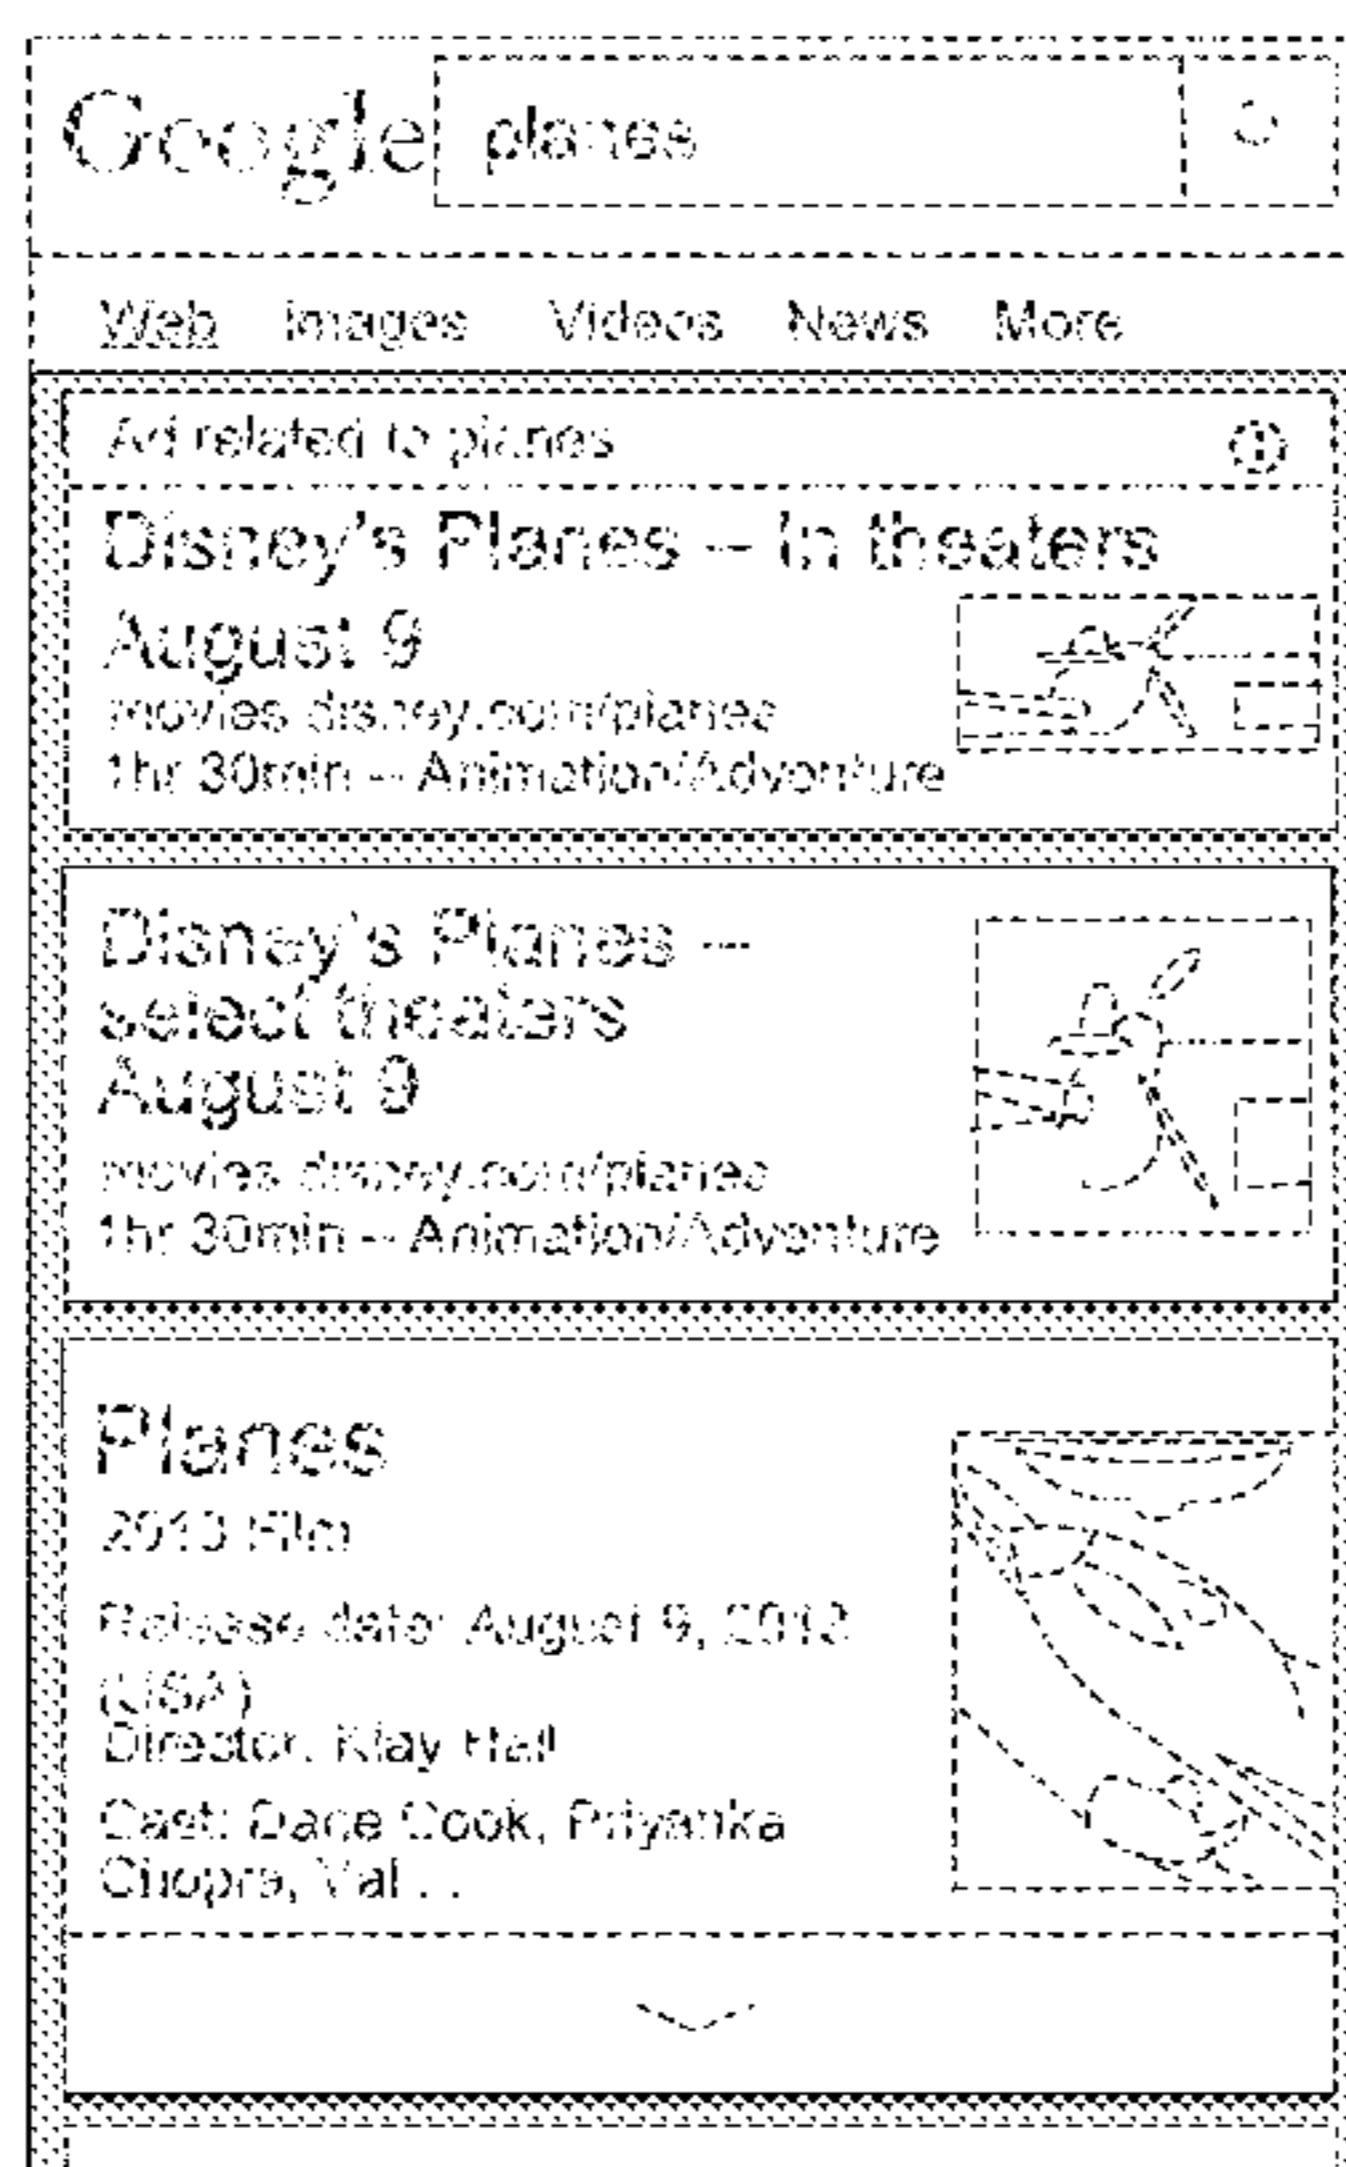 Google planes
Web Images Videos News More
Ad related to planes
Disney's Planes – In theaters
August 9
movies disney.com/planes
1hr 30min – Animation/Adventure
Disney's Planes –
select theaters
August 9
movies disney.com/planes
1hr 30min – Animation/Adventure
Planes
2013 Film
Release date: August 9, 2013
(USA)
Director: Klay Hall
Cast: Dane Cook, Priyanka
Chopra, Val . .